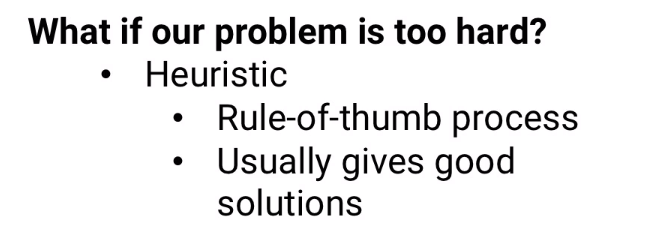 What if our problem is too hard?
• Heuristic
• Rule-of-thumb process
• Usually gives good
solutions